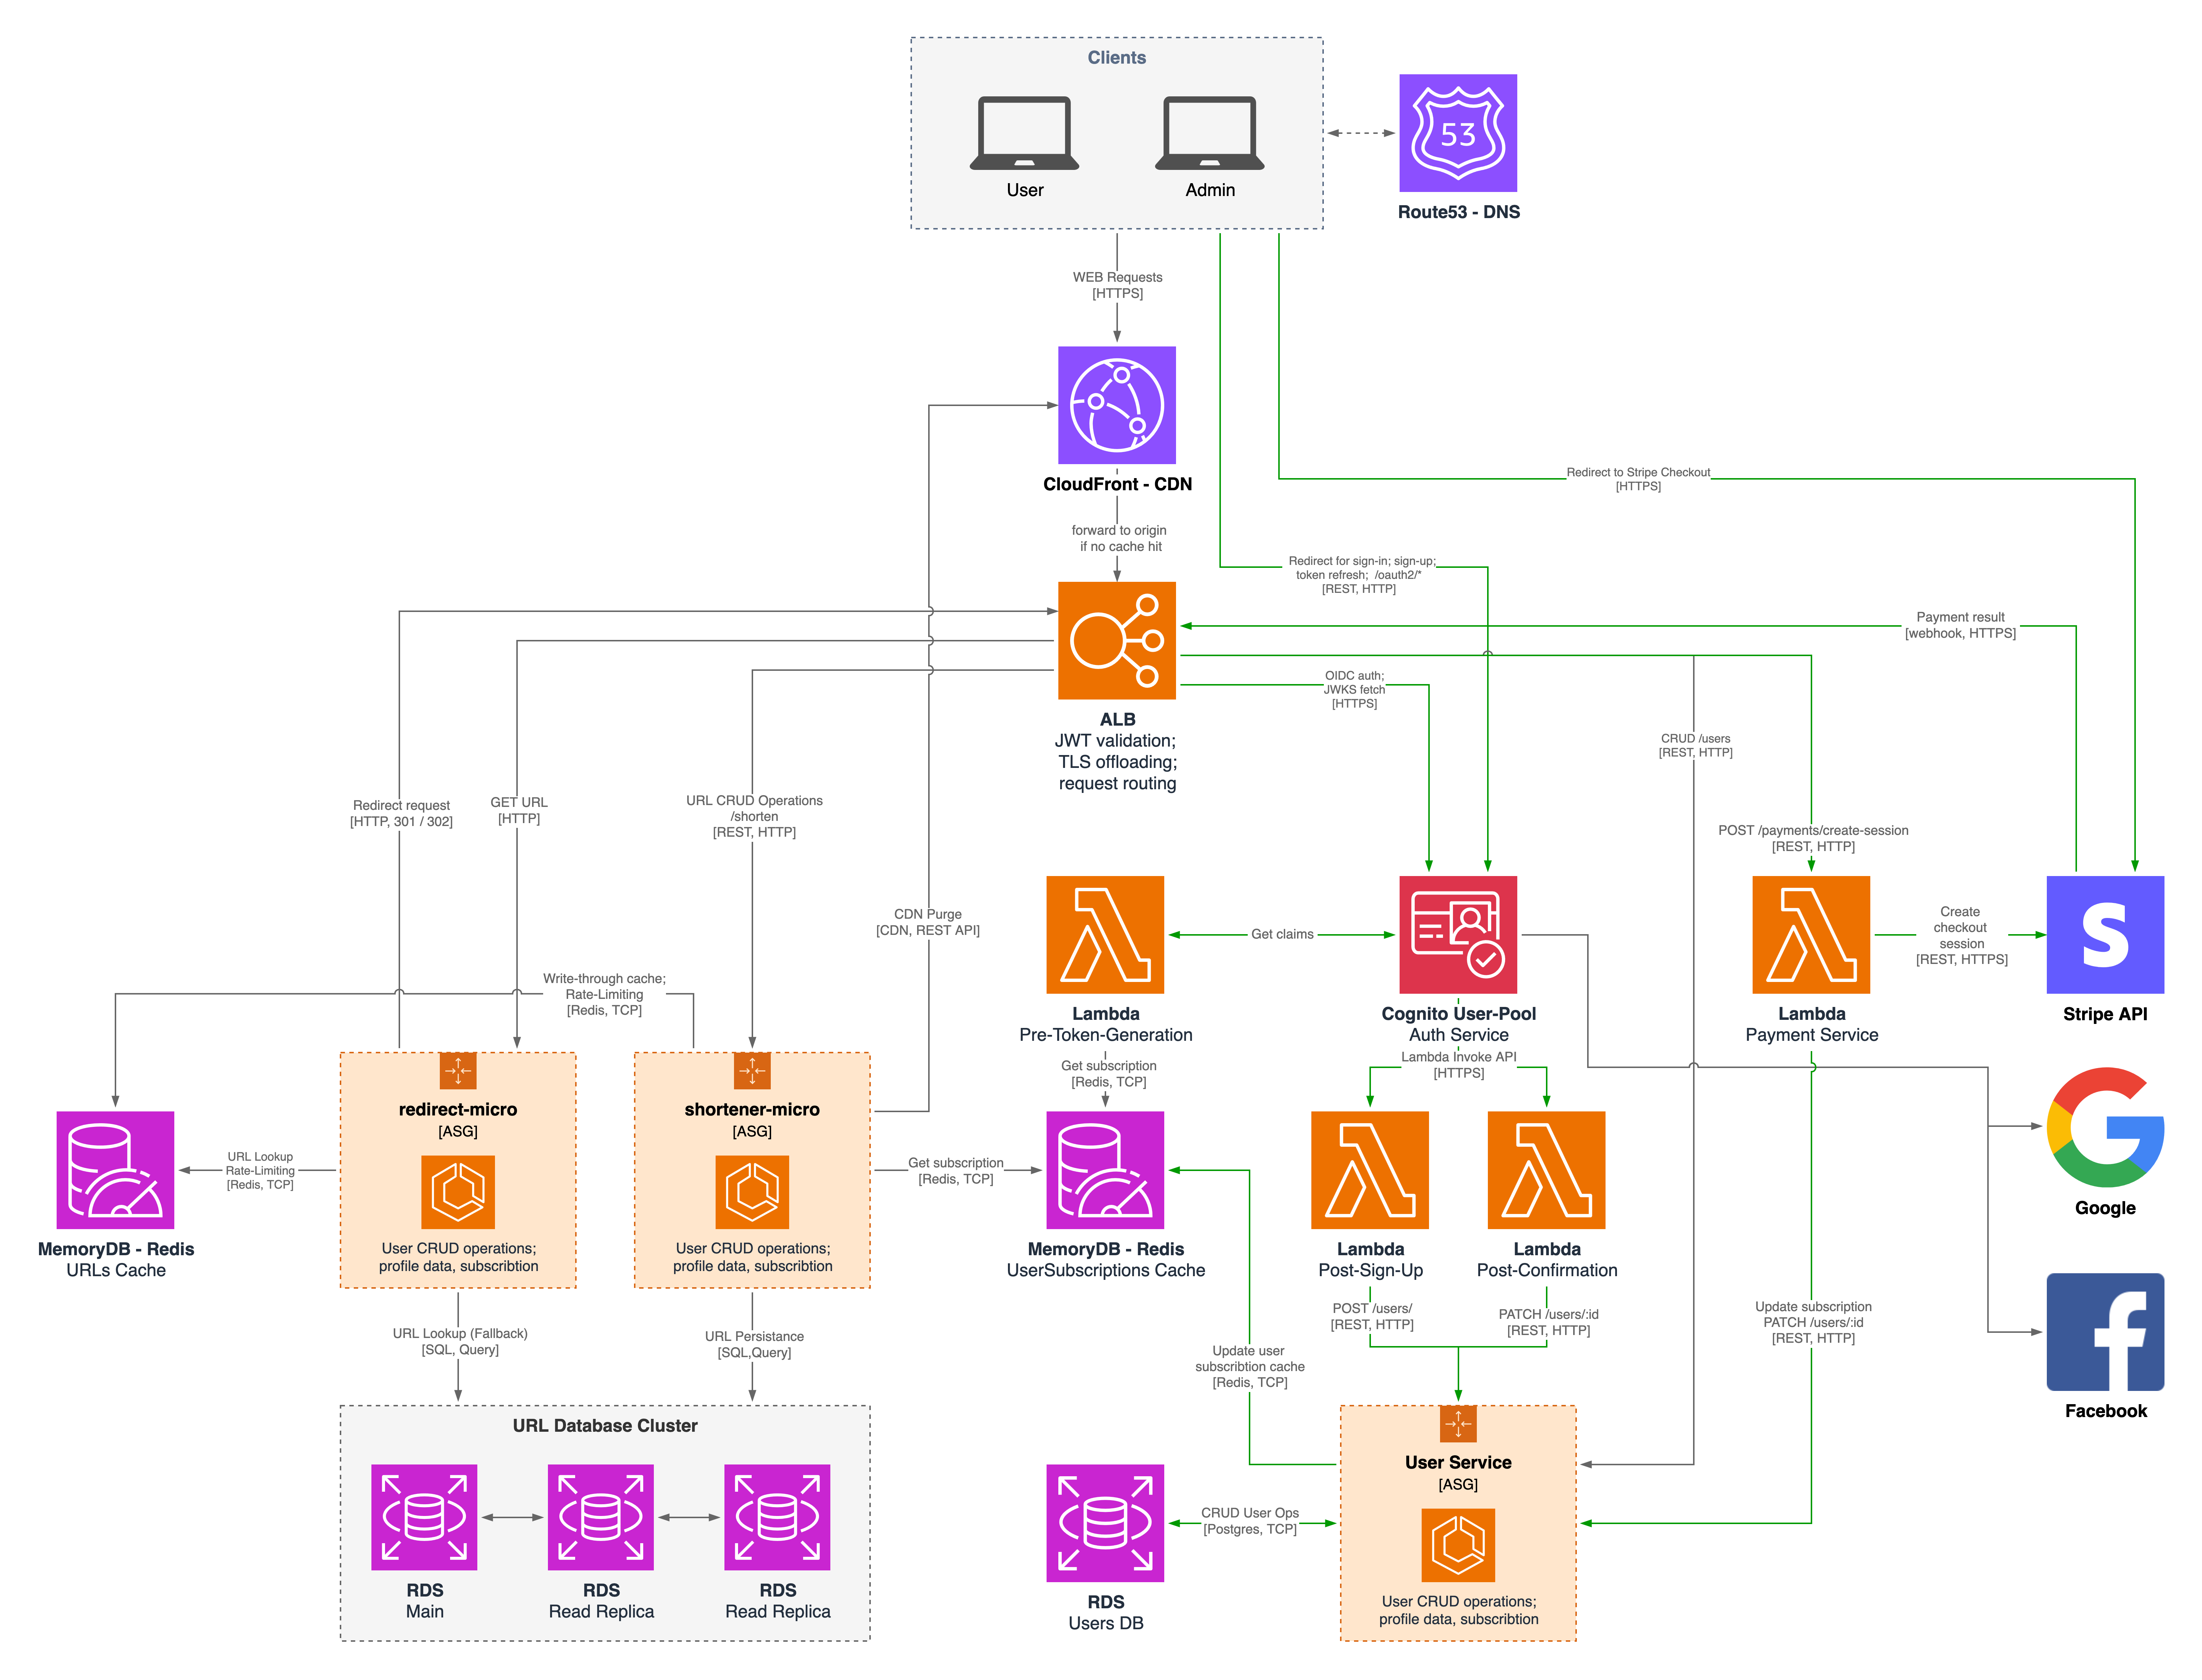 Clients
User
Admin
53
Route53 - DNS
WEB Requests
[HTTPS]
CloudFront - CDN
Redirect to Stripe Checkout
[HTTPS]
forward to origin
if no cache hit
Redirect for sign-in; sign-up;
token refresh; /oauth2/*
[REST, HTTP]
Payment result
[webhook, HTTPS]
OIDC auth;
JWKS fetch
[HTTPS]
ALB
JWT validation;
TLS offloading;
request routing
CRUD /users
[REST, HTTP]
Redirect request
[HTTP, 301 / 302]
GET URL
[HTTP]
URL CRUD Operations
/shorten
[REST, HTTP]
POST /payments/create-session
[REST, HTTP]
CDN Purge
[CDN, REST API]
Get claims
Create
checkout
session
[REST, HTTPS]
S
Write-through cache;
Rate-Limiting
[Redis, TCP]
Lambda
Pre-Token-Generation
Cognito User-Pool
Auth Service
Lambda
Payment Service
Stripe API
Get subscription
[Redis, TCP]
Lambda Invoke API
[HTTPS]
redirect-micro
[ASG]
User CRUD operations;
profile data, subscribtion
shortener-micro
[ASG]
User CRUD operations;
profile data, subscribtion
URL Lookup
Rate-Limiting
[Redis, TCP]
Get subscription
[Redis, TCP]
MemoryDB - Redis
URLs Cache
MemoryDB - Redis
UserSubscriptions Cache
Lambda
Post-Sign-Up
Lambda
Post-Confirmation
G
Google
f
Facebook
URL Lookup (Fallback)
[SQL, Query]
URL Persistance
[SQL,Query]
Update user
subscribtion cache
[Redis, TCP]
POST /users/
[REST, HTTP]
PATCH /users/:id
[REST, HTTP]
Update subscription
PATCH /users/:id
[REST, HTTP]
URL Database Cluster
RDS
Main
RDS
Read Replica
RDS
Read Replica
RDS
Users DB
CRUD User Ops
[Postgres, TCP]
User Service
[ASG]
User CRUD operations;
profile data, subscribtion